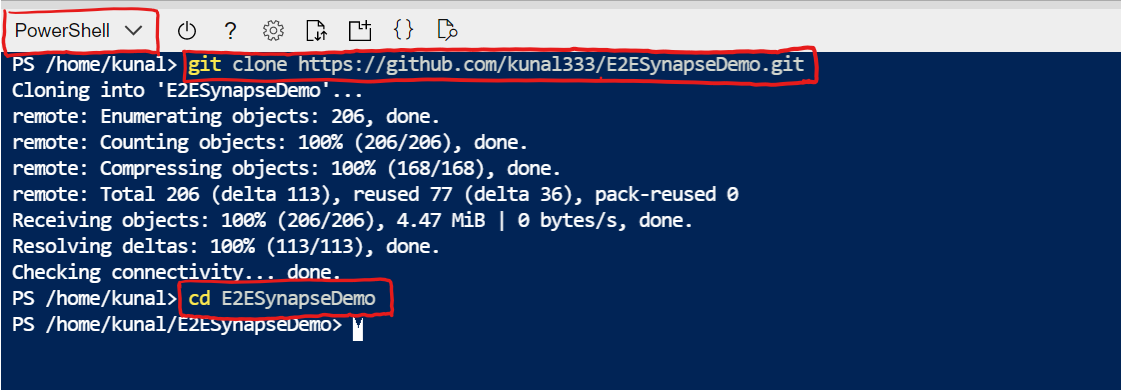 PowerShell ? {}
PS /home/kunal> git clone https://github.com/kunal333/E2ESynapseDemo.git
Cloning into 'E2ESynapseDemo'...
remote: Enumerating objects: 206, done.
remote: Counting objects: 100% (206/206), done.
remote: Compressing objects: 100% (168/168), done.
remote: Total 206 (delta 113), reused 77 (delta 36), pack-reused 0
Receiving objects: 100% (206/206), 4.47 MiB | 0 bytes/s, done.
Resolving deltas: 100% (113/113), done.
Checking connectivity... done.
PS /home/kunal> cd E2ESynapseDemo
PS /home/kunal/E2ESynapseDemo>